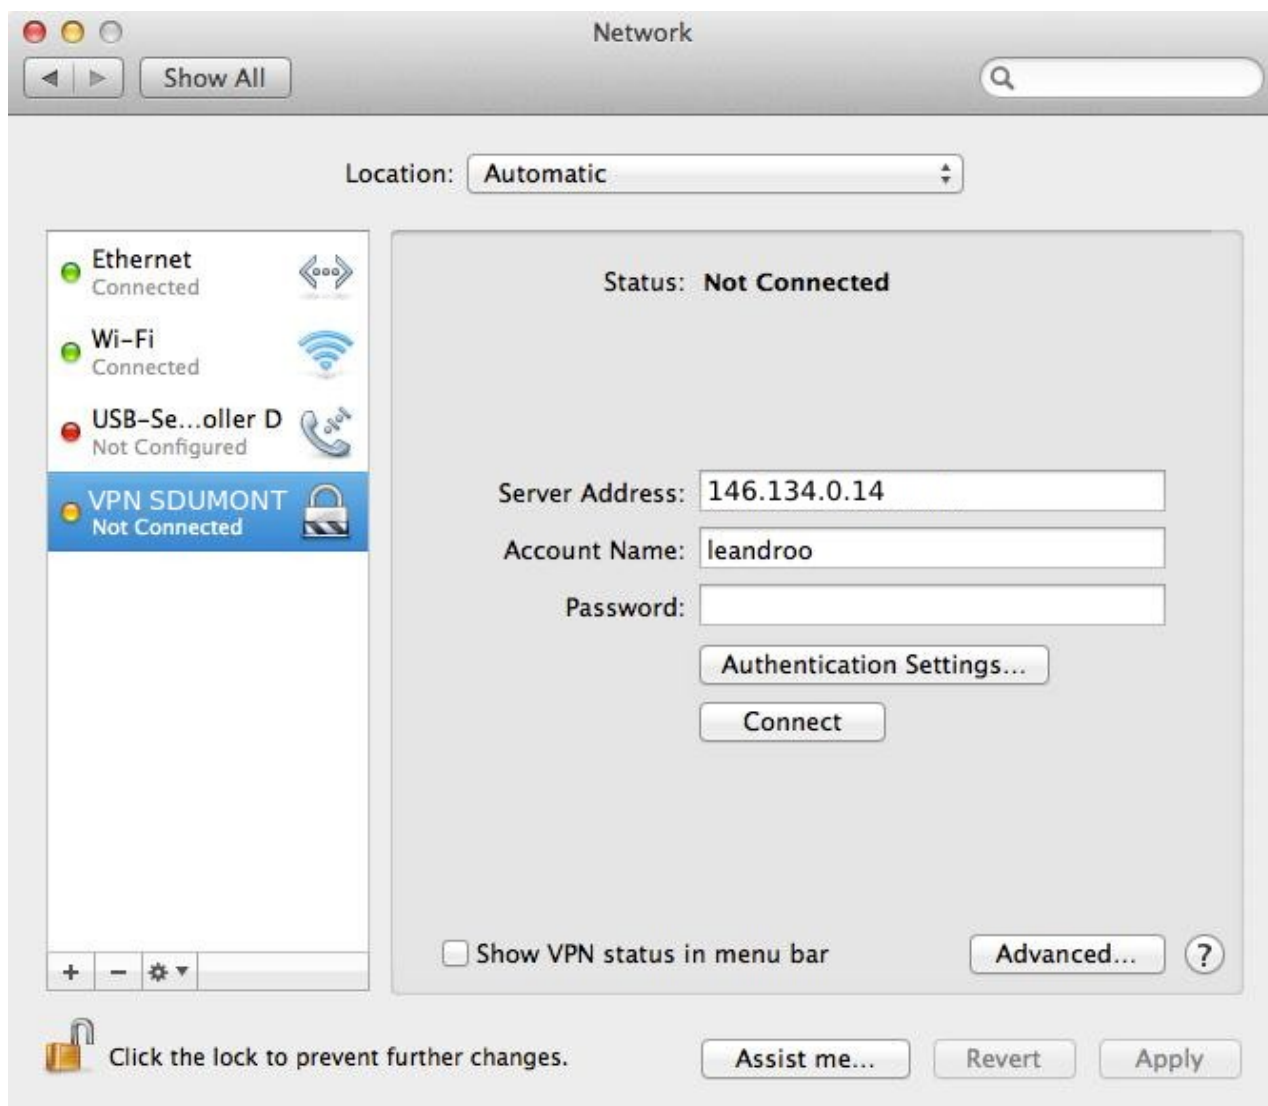 Network
Show All
Location: Automatic
Ethernet
Connected
Wi-Fi
Connected
USB-Se...oller D
Not Configured
VPN SDUMONT
Not Connected
Status: Not Connected
Server Address: 146.134.0.14
Account Name: leandroo
Password:
Authentication Settings...
Connect
Show VPN status in menu bar
Advanced...
?
+ −
Click the lock to prevent further changes.
Assist me...
Revert
Apply